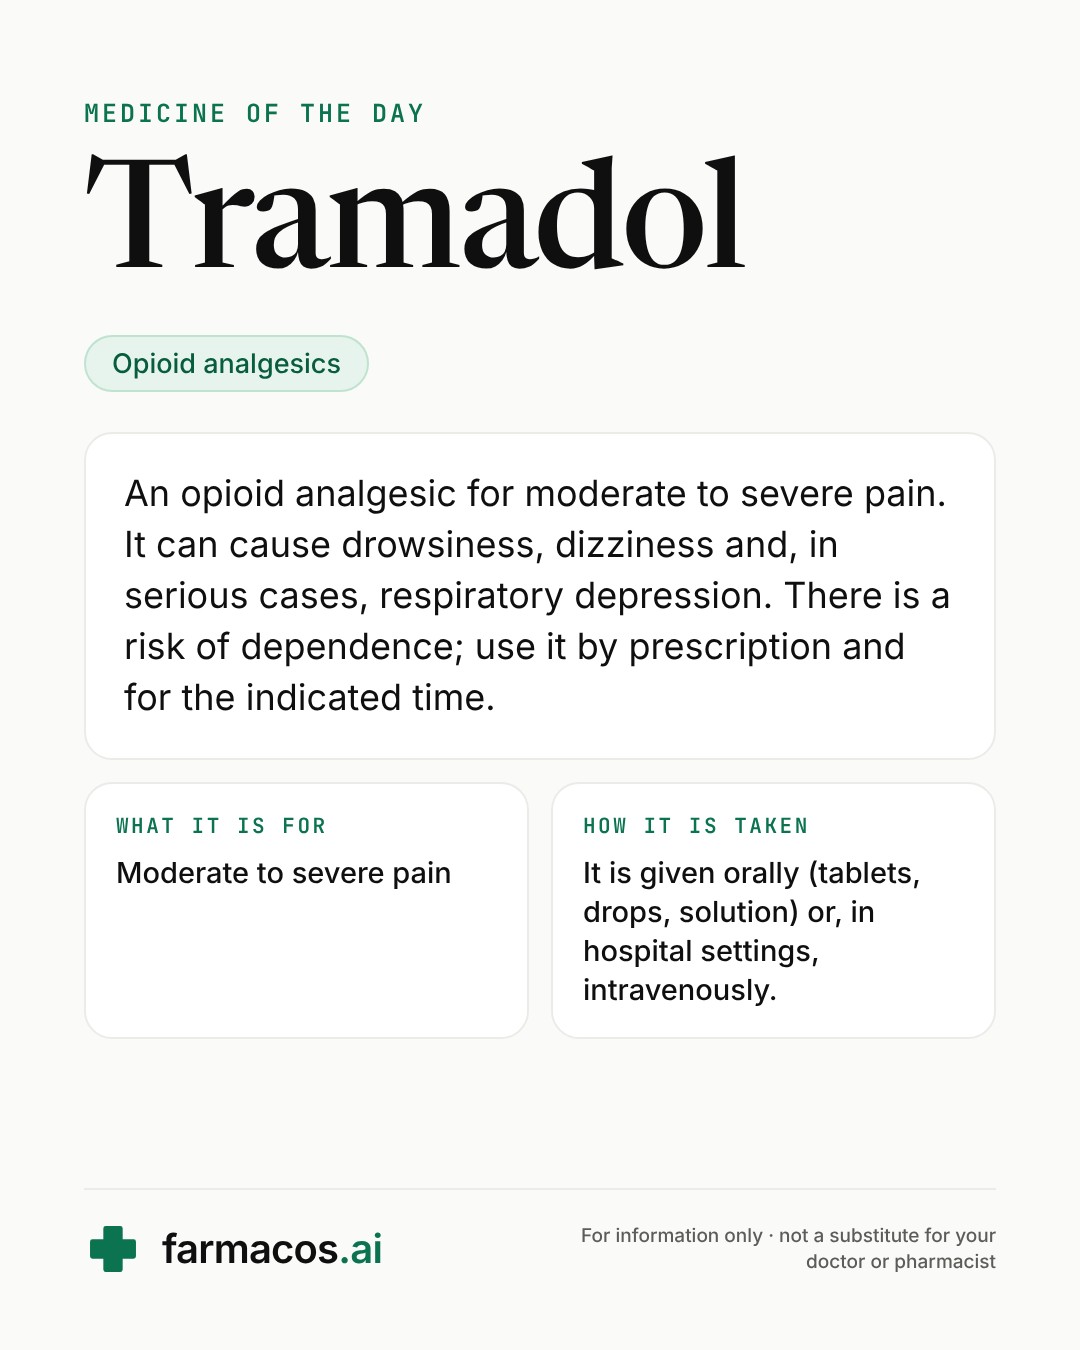 MEDICINE OF THE DAY
Tramadol
Opioid analgesics
An opioid analgesic for moderate to severe pain.
It can cause drowsiness, dizziness and, in
serious cases, respiratory depression. There is a
risk of dependence; use it by prescription and
for the indicated time.
WHAT IT IS FOR
Moderate to severe pain
HOW IT IS TAKEN
It is given orally (tablets,
drops, solution) or, in
hospital settings,
intravenously.
farmacos.ai
For information only · not a substitute for your
doctor or pharmacist